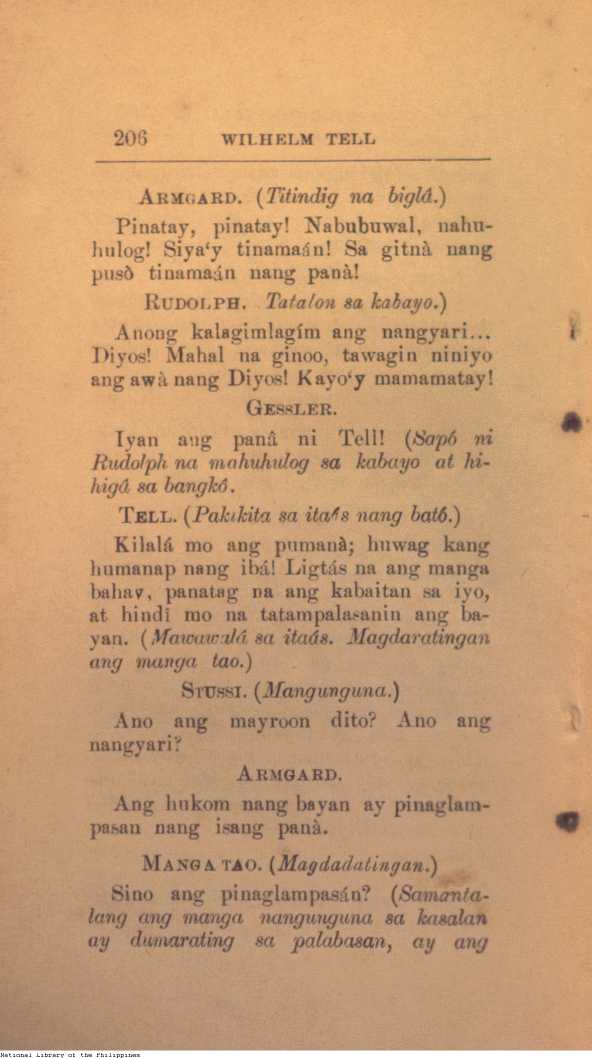 206 WILHELM TELL
ARMGARD. (Titindig na biglá.)
Pinatay, pinatay! Nabubuwal, nahu-
hulog! Siya‘y tinamaán! Sa gitnà nang
pusò tinamaán nang panà!
RUDOLPH. Tatalon sa kabayo.)
Anong kalagimlagím ang nangyari...
Diyos! Mahal na ginoo, tawagin niniyo
ang awà nang Diyos! Kayo‘y mamamatay!
GESSLER.
Iyan ang panâ ni Tell! (Sapó ni
Rudolph na mahuhulog sa kabayo at hi-
higá sa bangkó.
TELL. (Pakikita sa itaás nang bató.)
Kilalá mo ang pumanà; huwag kang
humanap nang ibá! Ligtás na ang manga
bahay, panatag na ang kabaitan sa iyo,
at hindî mo na tatampalasanin ang ba-
yan. (Mawawalá sa itaás. Magdaratingan
ang manga tao.)
STUSSI. (Mangunguna.)
Ano ang mayroon dito? Ano ang
nangyari?
ARMGARD.
Ang hukom nang bayan ay pinaglam-
pasan nang isang panà.
MANGA TAO. (Magdadatingan.)
Sino ang pinaglampasán? (Samanta-
lang ang manga nangunguna sa kasalan
ay dumarating sa palabasan, ay ang
National Library of the Philippines